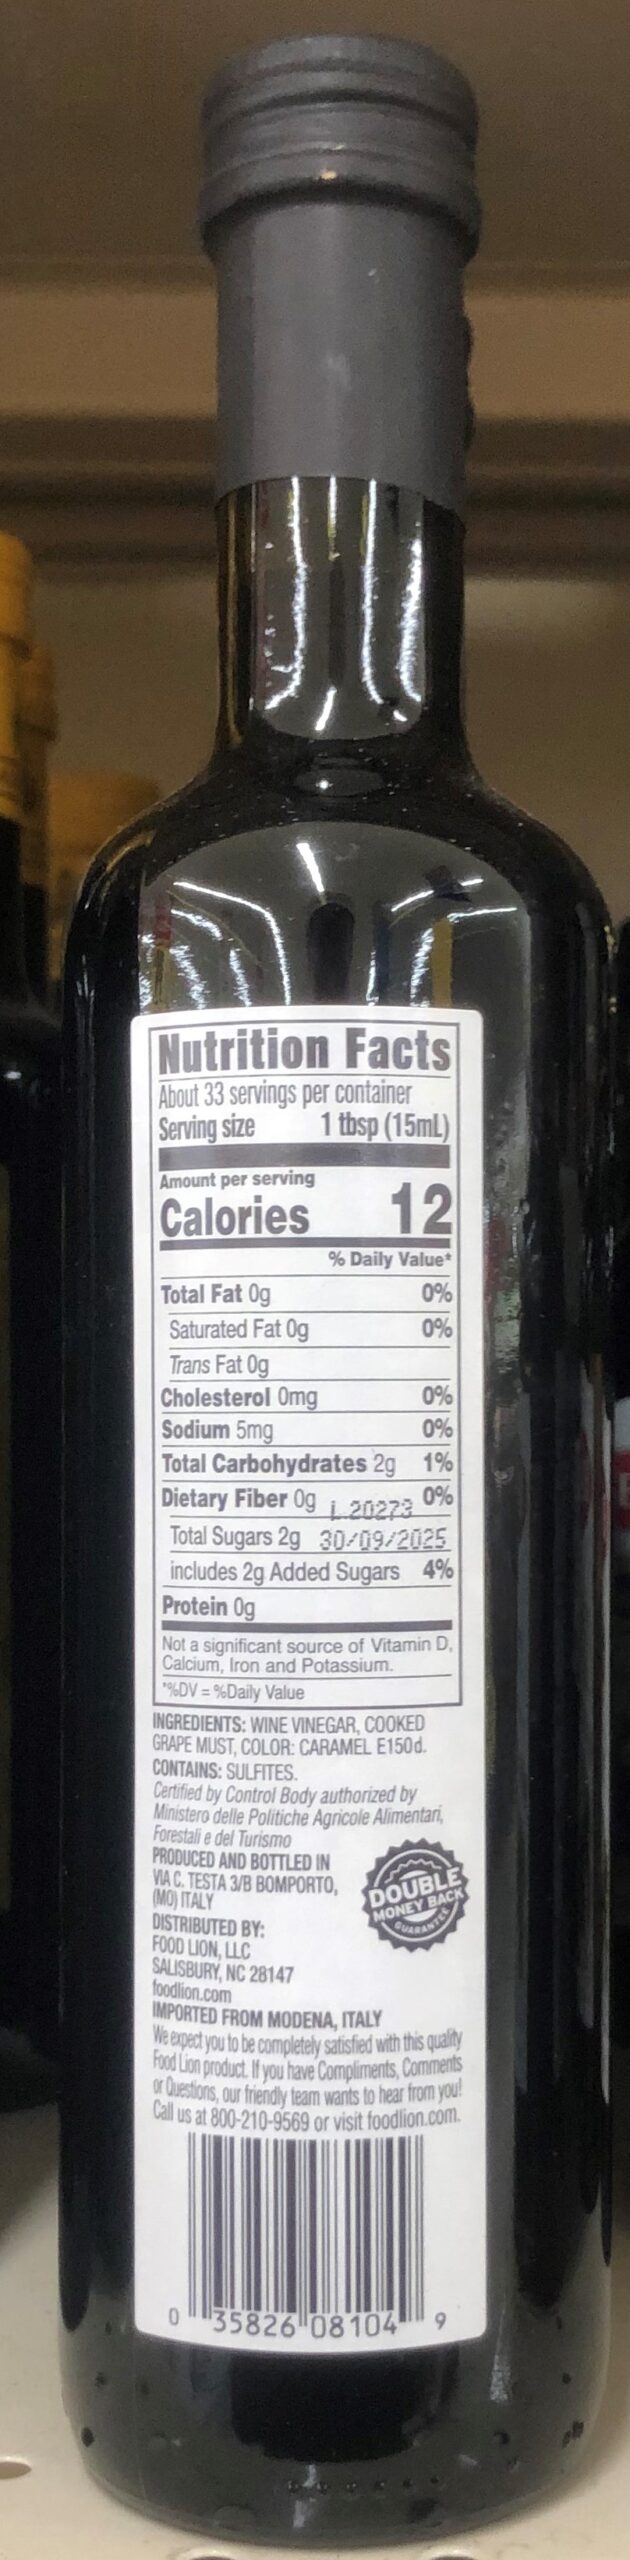 Nutrition Facts
About 33 servings per container
Serving size 1 tbsp (15mL)
Amount per serving
Calories 12
% Daily Value*
Total Fat 0g 0%
Saturated Fat 0g 0%
Trans Fat 0g
Cholesterol 0mg 0%
Sodium 5mg 0%
Total Carbohydrates 2g 1%
Dietary Fiber 0g 0%
L.20273
Total Sugars 2g 30/09/2025
includes 2g Added Sugars 4%
Protein 0g
Not a significant source of Vitamin D,
Calcium, Iron and Potassium.
*%DV = %Daily Value
INGREDIENTS: WINE VINEGAR, COOKED
GRAPE MUST, COLOR: CARAMEL E150d.
CONTAINS: SULFITES.
Certified by Control Body authorized by
Ministero delle Politiche Agricole Alimentari,
Forestali e del Turismo
PRODUCED AND BOTTLED IN
VIA C. TESTA 3/B BOMPORTO,
(MO) ITALY
DOUBLE
MONEY BACK
GUARANTEE
DISTRIBUTED BY:
FOOD LION, LLC
SALISBURY, NC 28147
foodlion.com
IMPORTED FROM MODENA, ITALY
We expect you to be completely satisfied with this quality
Food Lion product. If you have Compliments, Comments
or Questions, our friendly team wants to hear from you!
Call us at 800-210-9569 or visit foodlion.com.
0 35826 08104 9